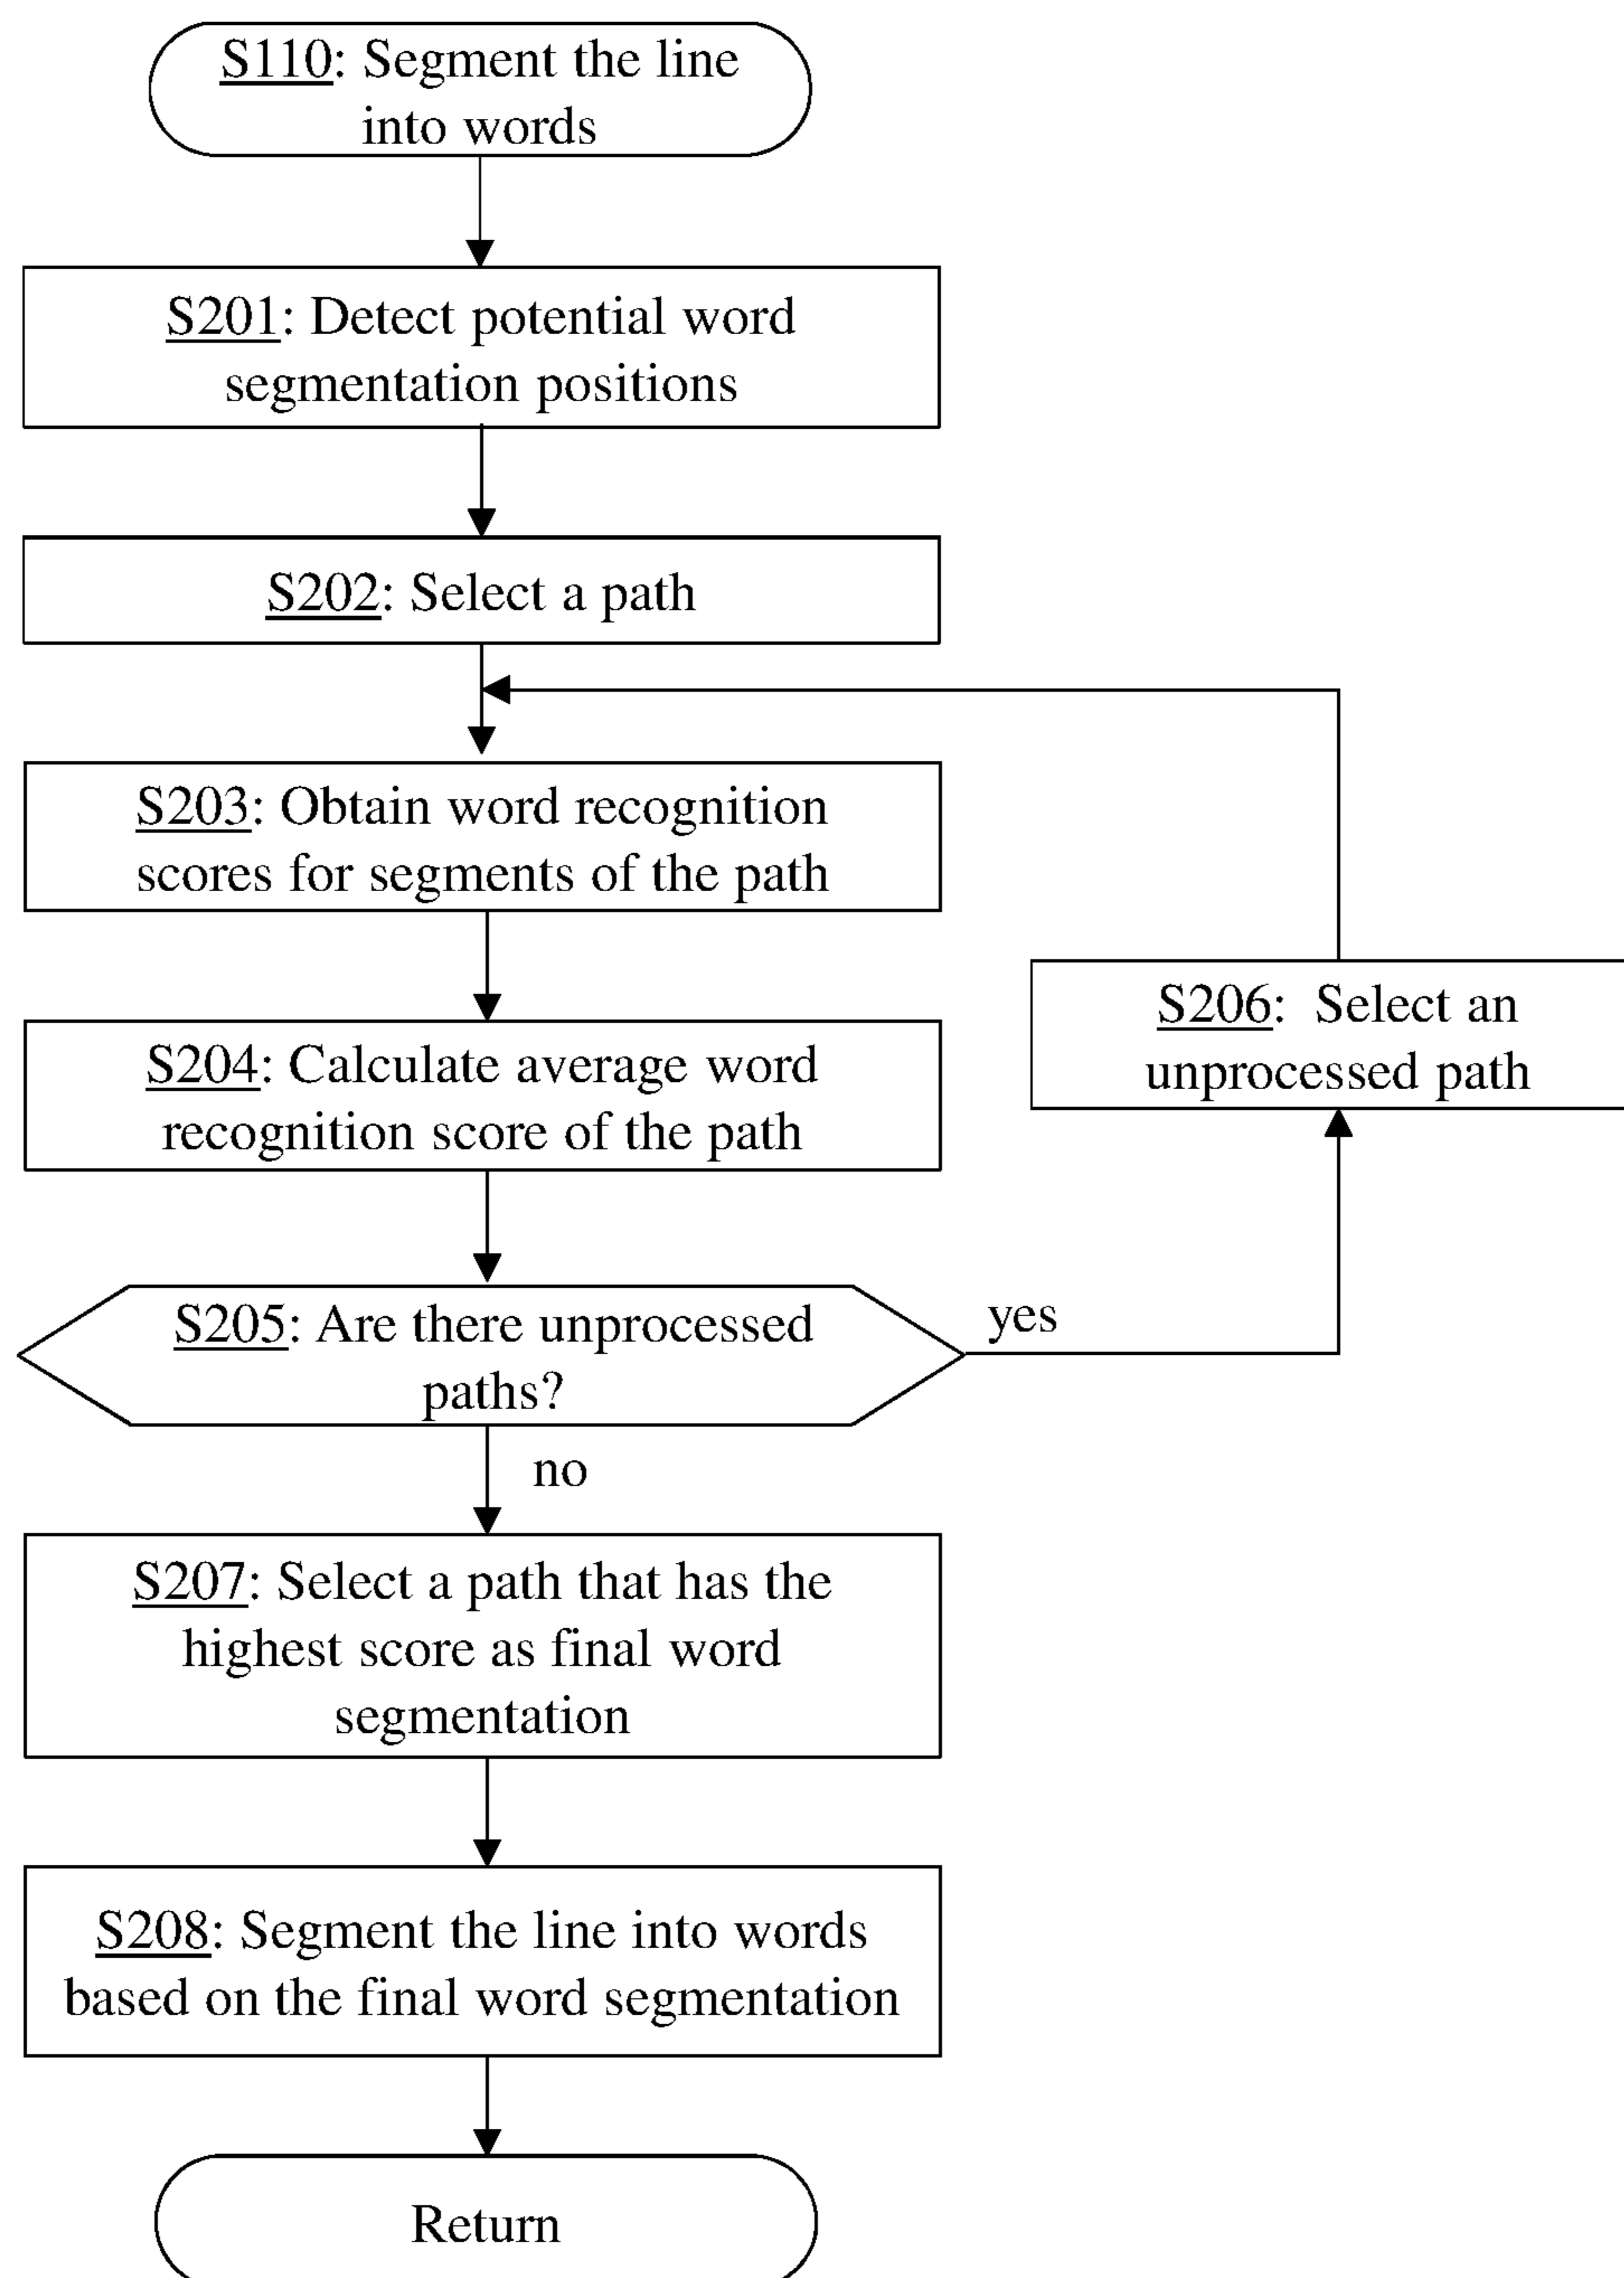 S110: Segment the line
into words
S201: Detect potential word
segmentation positions
S202: Select a path
S203: Obtain word recognition
scores for segments of the path
S204: Calculate average word
recognition score of the path
S205: Are there unprocessed
paths?
yes
S206: Select an
unprocessed path
no
S207: Select a path that has the
highest score as final word
segmentation
S208: Segment the line into words
based on the final word segmentation
Return